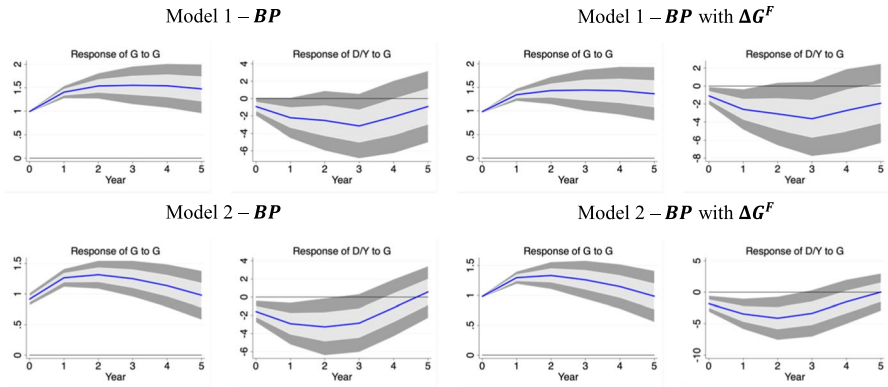 Model 1 – BP
Model 1 – BP with ΔG^F
Response of G to G
2
1.5
1
.5
0
0 1 2 3 4 5
Year
Response of D/Y to G
4
2
0
-2
-4
-6
0 1 2 3 4 5
Year
Response of G to G
2
1.5
1
.5
0
0 1 2 3 4 5
Year
Response of D/Y to G
2
0
-2
-4
-6
-8
0 1 2 3 4 5
Year
Model 2 – BP
Model 2 – BP with ΔG^F
Response of G to G
1.5
1
.5
0
0 1 2 3 4 5
Year
Response of D/Y to G
4
2
0
-2
-4
-6
0 1 2 3 4 5
Year
Response of G to G
1.5
1
.5
0
0 1 2 3 4 5
Year
Response of D/Y to G
5
0
-5
-10
0 1 2 3 4 5
Year